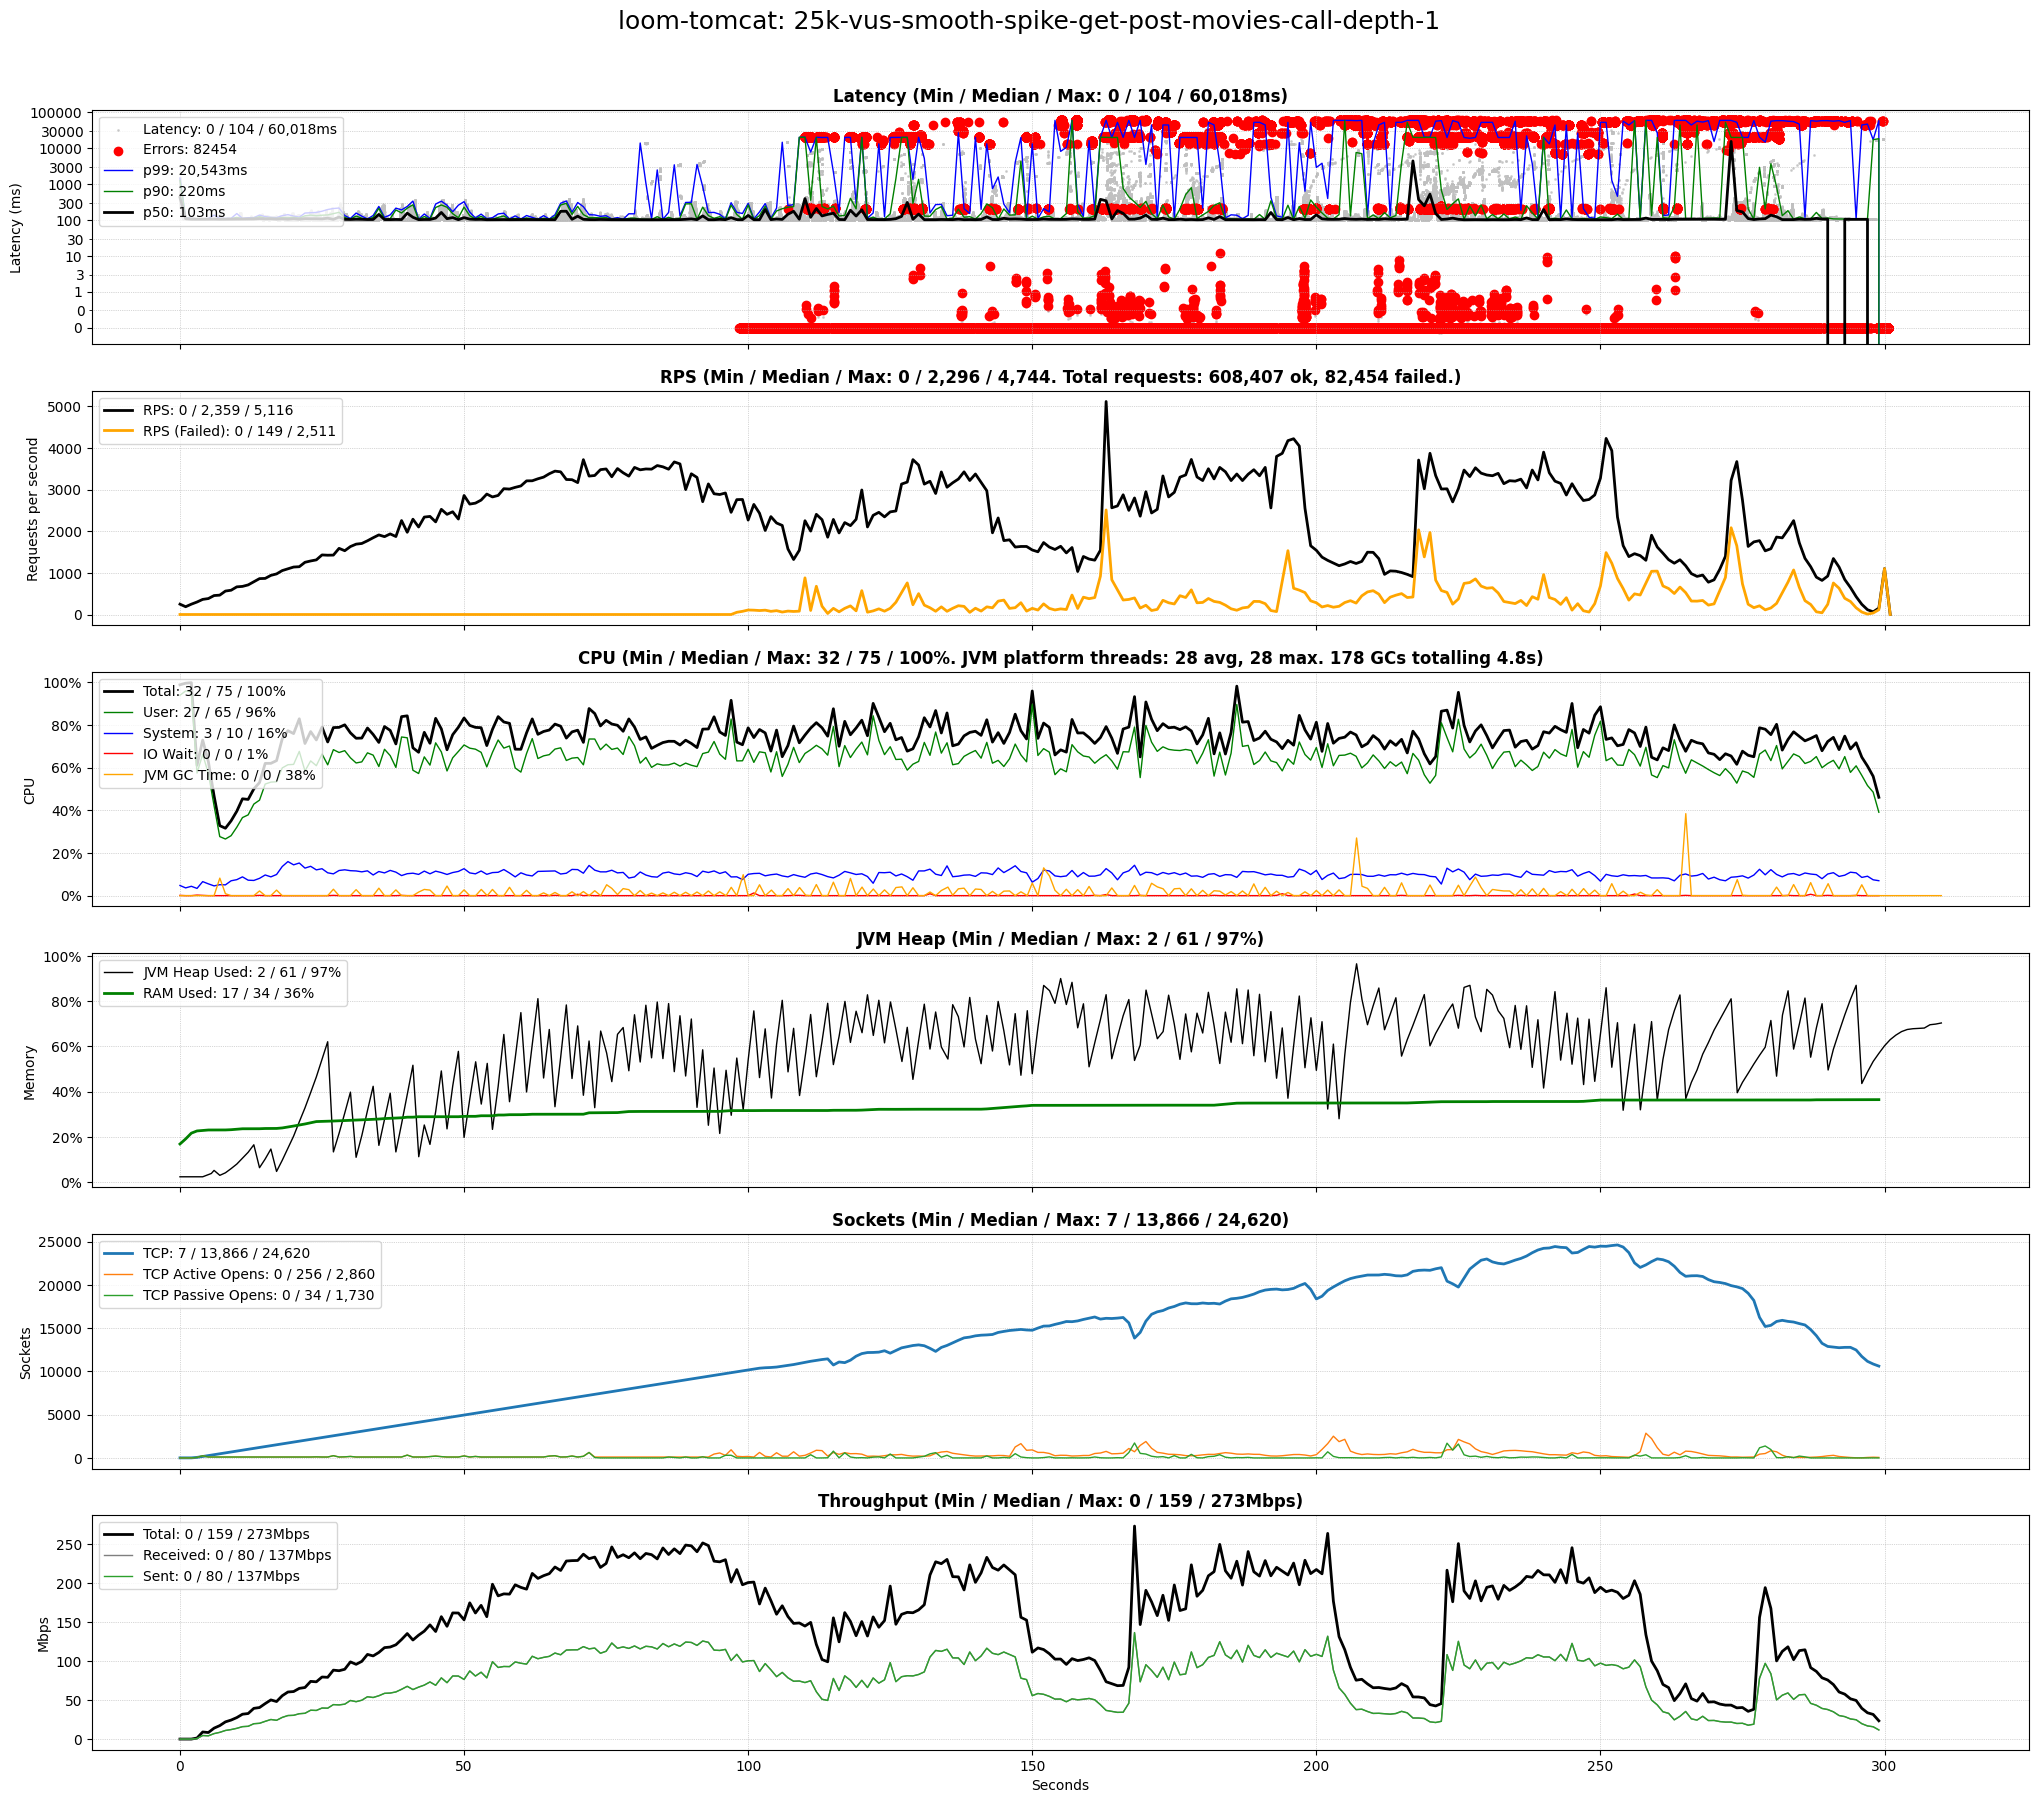 loom-tomcat: 25k-vus-smooth-spike-get-post-movies-call-depth-1
Latency (Min / Median / Max: 0 / 104 / 60,018ms)
Latency (ms)
100000
30000
10000
3000
1000
300
100
30
10
3
1
0
0
Latency: 0 / 104 / 60,018ms
Errors: 82454
p99: 20,543ms
p90: 220ms
p50: 103ms
RPS (Min / Median / Max: 0 / 2,296 / 4,744. Total requests: 608,407 ok, 82,454 failed.)
Requests per second
5000
4000
3000
2000
1000
0
RPS: 0 / 2,359 / 5,116
RPS (Failed): 0 / 149 / 2,511
CPU (Min / Median / Max: 32 / 75 / 100%. JVM platform threads: 28 avg, 28 max. 178 GCs totalling 4.8s)
CPU
100%
80%
60%
40%
20%
0%
Total: 32 / 75 / 100%
User: 27 / 65 / 96%
System: 3 / 10 / 16%
IO Wait: 0 / 0 / 1%
JVM GC Time: 0 / 0 / 38%
JVM Heap (Min / Median / Max: 2 / 61 / 97%)
Memory
100%
80%
60%
40%
20%
0%
JVM Heap Used: 2 / 61 / 97%
RAM Used: 17 / 34 / 36%
Sockets (Min / Median / Max: 7 / 13,866 / 24,620)
Sockets
25000
20000
15000
10000
5000
0
TCP: 7 / 13,866 / 24,620
TCP Active Opens: 0 / 256 / 2,860
TCP Passive Opens: 0 / 34 / 1,730
Throughput (Min / Median / Max: 0 / 159 / 273Mbps)
Mbps
250
200
150
100
50
0
Total: 0 / 159 / 273Mbps
Received: 0 / 80 / 137Mbps
Sent: 0 / 80 / 137Mbps
0 50 100 150 200 250 300
Seconds